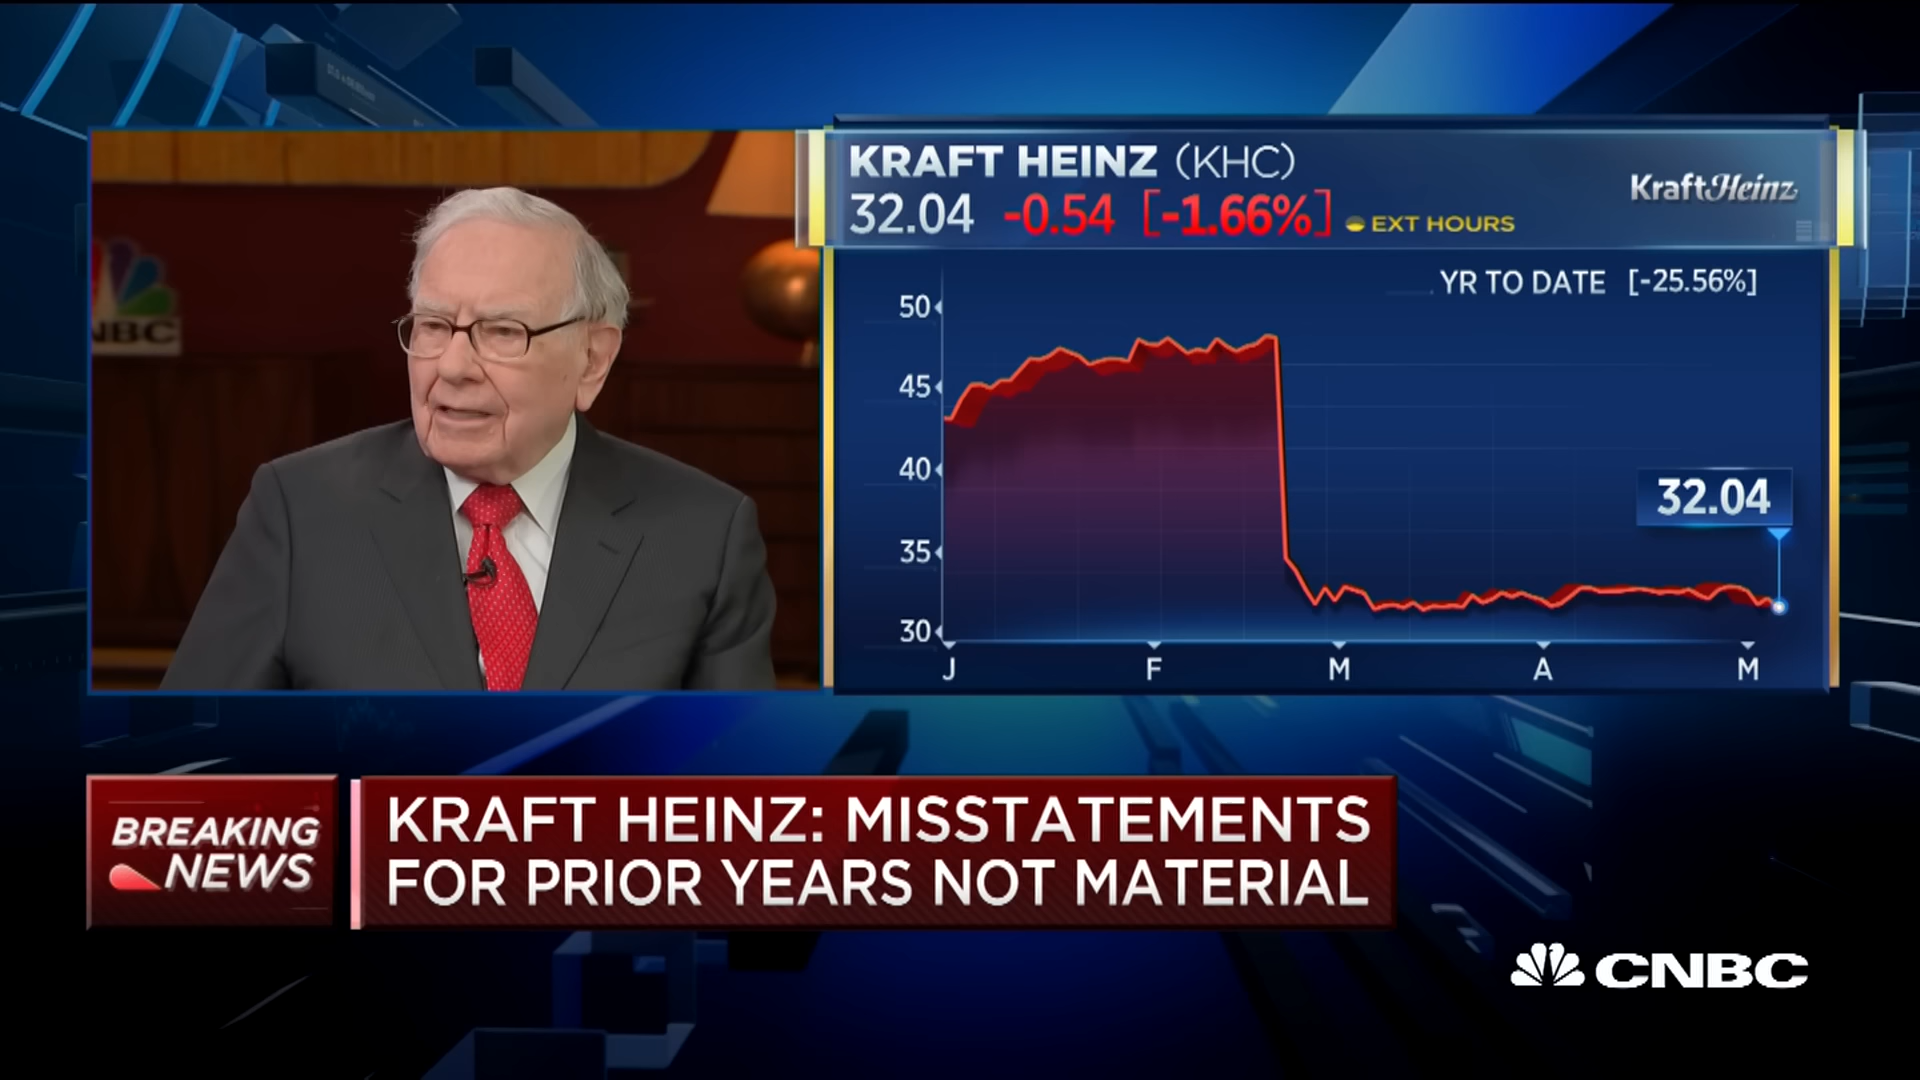 NBC
KRAFT HEINZ (KHC)
32.04 -0.54 [-1.66%] EXT HOURS
KraftHeinz
YR TO DATE [-25.56%]
50
45
40
35
30
32.04
J F M A M
BREAKING
NEWS
KRAFT HEINZ: MISSTATEMENTS
FOR PRIOR YEARS NOT MATERIAL
CNBC